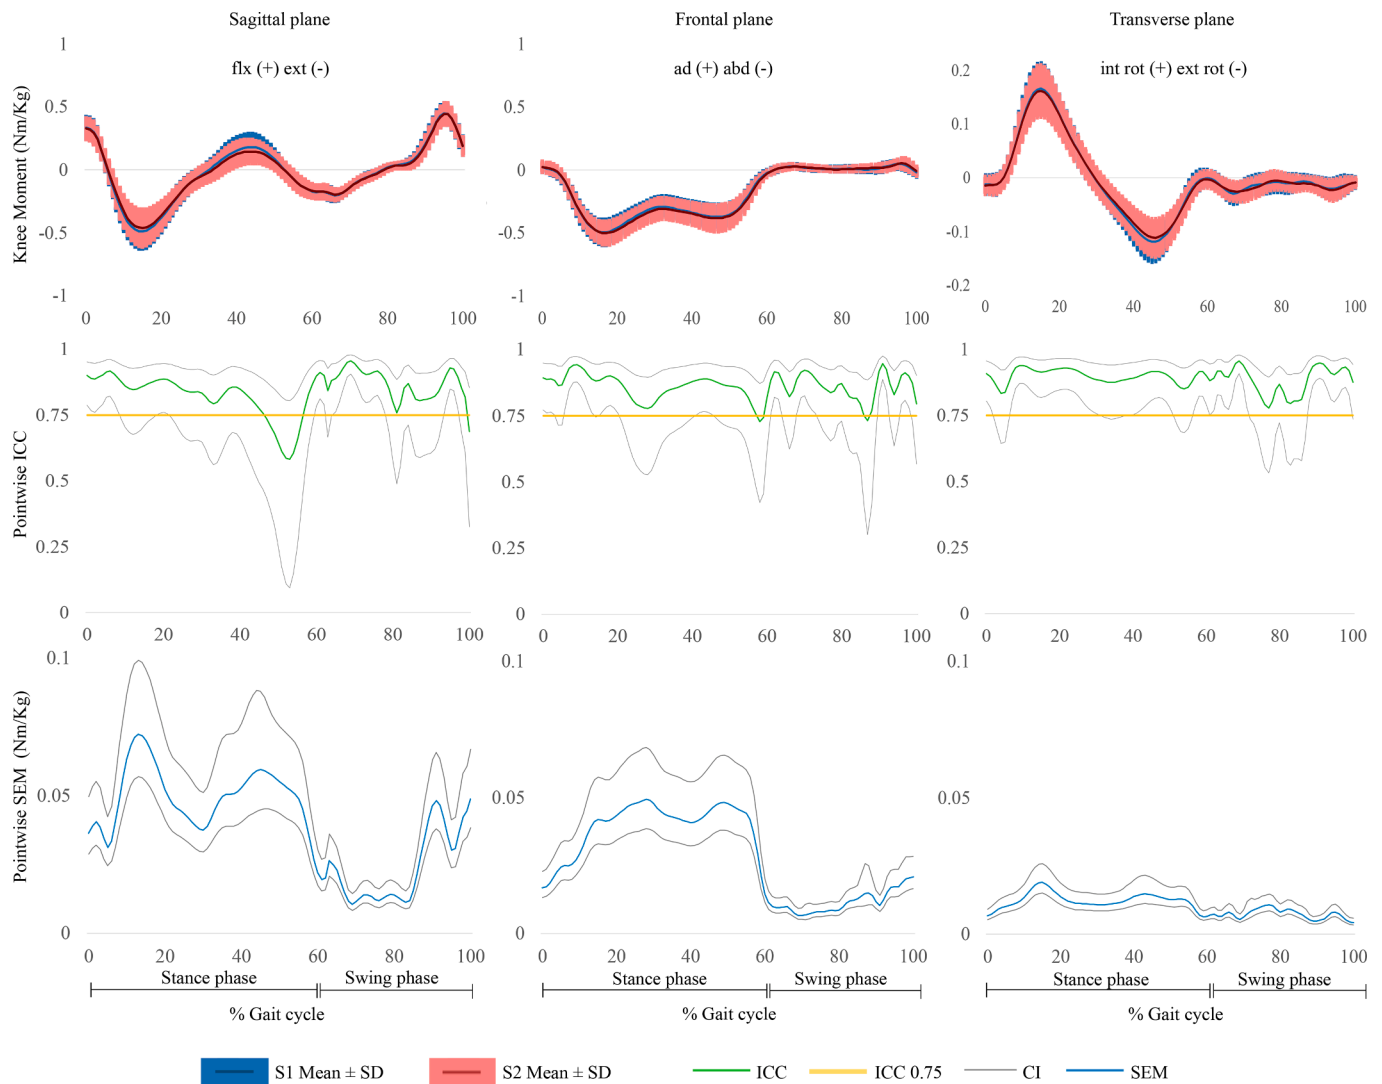 Sagittal plane Frontal plane Transverse plane
flx (+) ext (-) ad (+) abd (-) int rot (+) ext rot (-)
Knee Moment (Nm/Kg)
1
0.5
0
-0.5
-1
0 20 40 60 80 100
1
0.5
0
-0.5
-1
0 20 40 60 80 100
0.2
0.1
0
-0.1
-0.2
0 20 40 60 80 100
Pointwise ICC
1
0.75
0.5
0.25
0
0 20 40 60 80 100
1
0.75
0.5
0.25
0
0 20 40 60 80 100
1
0.75
0.5
0.25
0
0 20 40 60 80 100
Pointwise SEM (Nm/Kg)
0.1
0.05
0
0 20 40 60 80 100
Stance phase Swing phase
% Gait cycle
0.1
0.05
0
0 20 40 60 80 100
Stance phase Swing phase
% Gait cycle
0.1
0.05
0
0 20 40 60 80 100
Stance phase Swing phase
% Gait cycle
S1 Mean ± SD S2 Mean ± SD ICC ICC 0.75 CI SEM